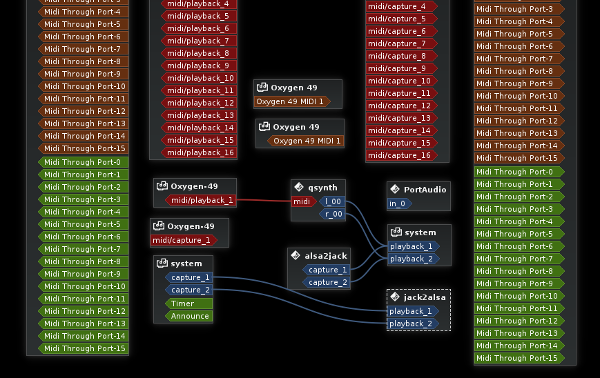 Midi Through Port-4
Midi Through Port-5
Midi Through Port-6
Midi Through Port-7
Midi Through Port-8
Midi Through Port-9
Midi Through Port-10
Midi Through Port-11
Midi Through Port-12
Midi Through Port-13
Midi Through Port-14
Midi Through Port-15
Midi Through Port-0
Midi Through Port-1
Midi Through Port-2
Midi Through Port-3
Midi Through Port-4
Midi Through Port-5
Midi Through Port-6
Midi Through Port-7
Midi Through Port-8
Midi Through Port-9
Midi Through Port-10
Midi Through Port-11
Midi Through Port-12
Midi Through Port-13
Midi Through Port-14
Midi Through Port-15
midi/playback_4
midi/playback_5
midi/playback_6
midi/playback_7
midi/playback_8
midi/playback_9
midi/playback_10
midi/playback_11
midi/playback_12
midi/playback_13
midi/playback_14
midi/playback_15
midi/playback_16
Oxygen-49
midi/playback_1
Oxygen-49
midi/capture_1
system
capture_1
capture_2
Timer
Announce
Oxygen 49
Oxygen 49 MIDI 1
Oxygen 49
Oxygen 49 MIDI 1
qsynth
midi
l_00
r_00
alsa2jack
capture_1
capture_2
midi/capture_4
midi/capture_5
midi/capture_6
midi/capture_7
midi/capture_8
midi/capture_9
midi/capture_10
midi/capture_11
midi/capture_12
midi/capture_13
midi/capture_14
midi/capture_15
midi/capture_16
PortAudio
in_0
system
playback_1
playback_2
jack2alsa
playback_1
playback_2
Midi Through Port-3
Midi Through Port-4
Midi Through Port-5
Midi Through Port-6
Midi Through Port-7
Midi Through Port-8
Midi Through Port-9
Midi Through Port-10
Midi Through Port-11
Midi Through Port-12
Midi Through Port-13
Midi Through Port-14
Midi Through Port-15
Midi Through Port-0
Midi Through Port-1
Midi Through Port-2
Midi Through Port-3
Midi Through Port-4
Midi Through Port-5
Midi Through Port-6
Midi Through Port-7
Midi Through Port-8
Midi Through Port-9
Midi Through Port-10
Midi Through Port-11
Midi Through Port-12
Midi Through Port-13
Midi Through Port-14
Midi Through Port-15